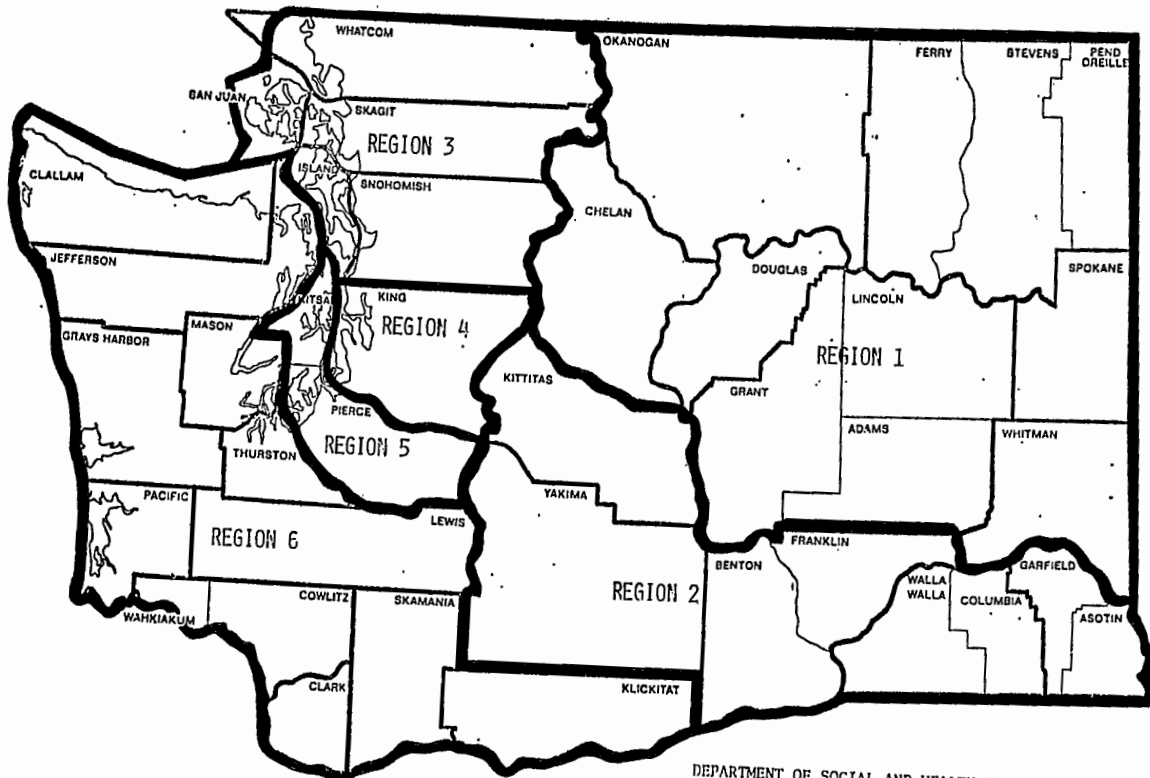 WHATCOM
OKANOGAN
FERRY
STEVENS
PEND
OREILLE
SAN JUAN
SKAGIT
REGION 3
ISLAND
SNOHOMISH
CLALLAM
CHELAN
JEFFERSON
DOUGLAS
SPOKANE
KITSAP
KING
LINCOLN
MASON
REGION 4
GRAYS HARBOR
REGION 1
KITTITAS
GRANT
PIERCE
ADAMS
WHITMAN
THURSTON
REGION 5
PACIFIC
YAKIMA
LEWIS
REGION 6
FRANKLIN
BENTON
GARFIELD
WALLA
WALLA
COLUMBIA
COWLITZ
SKAMANIA
REGION 2
ASOTIN
WAHKIAKUM
CLARK
KLICKITAT
DEPARTMENT OF SOCIAL AND HEALTH